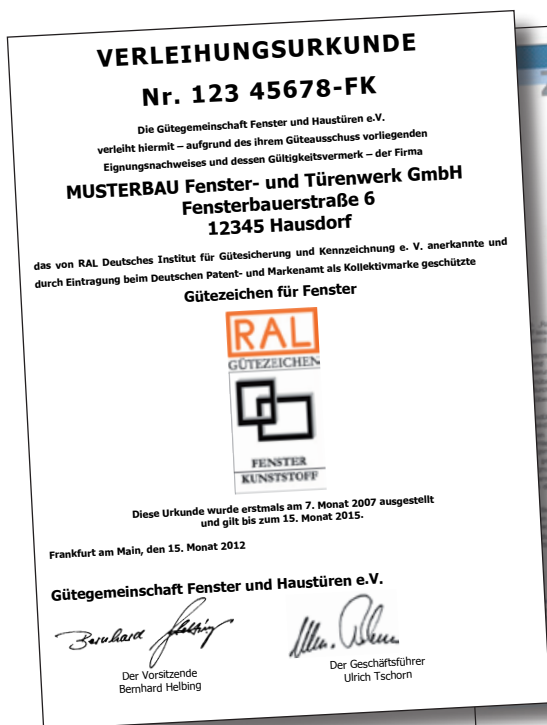 VERLEIHUNGSURKUNDE
Nr. 123 45678-FK
Die Gütegemeinschaft Fenster und Haustüren e.V.
verleiht hiermit – aufgrund des ihrem Güteausschuss vorliegenden
Eignungsnachweises und dessen Gültigkeitsvermerk – der Firma
MUSTERBAU Fenster- und Türenwerk GmbH
Fensterbauerstraße 6
12345 Hausdorf
das von RAL Deutsches Institut für Gütesicherung und Kennzeichnung e. V. anerkannte und
durch Eintragung beim Deutschen Patent- und Markenamt als Kollektivmarke geschützte
Gütezeichen für Fenster
RAL
GÜTEZEICHEN
FENSTER
KUNSTSTOFF
Diese Urkunde wurde erstmals am 7. Monat 2007 ausgestellt
und gilt bis zum 15. Monat 2015.
Frankfurt am Main, den 15. Monat 2012
Gütegemeinschaft Fenster und Haustüren e.V.
Bernhard Helbing
Der Vorsitzende
Bernhard Helbing
Der Geschäftsführer
Ulrich Tschorn